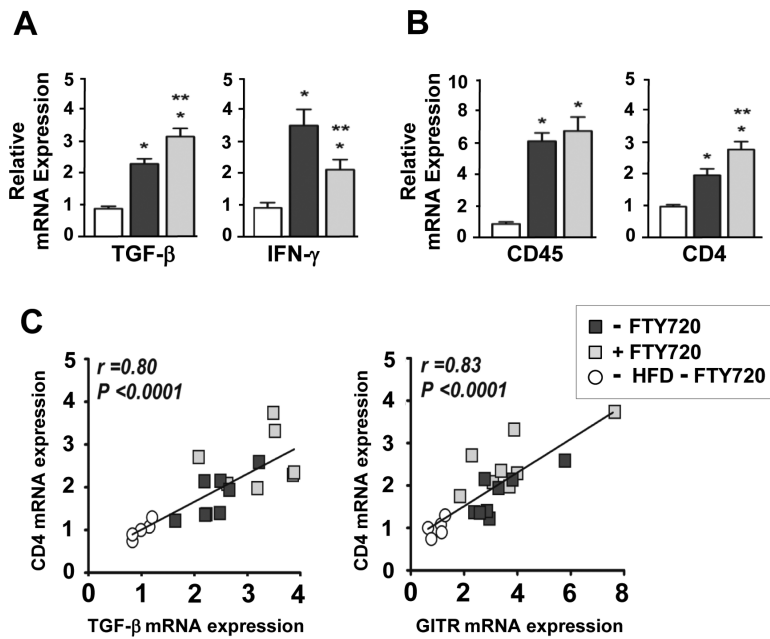 A
B
Relative
mRNA Expression
5
4
3
2
1
0
*
**
*
TGF-β
5
4
3
2
1
0
*
**
*
IFN-γ
Relative
mRNA Expression
10
8
6
4
2
0
*
*
CD45
5
4
3
2
1
0
*
**
*
CD4
C
- FTY720
+ FTY720
- HFD - FTY720
r =0.80
P <0.0001
CD4 mRNA expression
5
4
3
2
1
0
0 1 2 3 4
TGF-β mRNA expression
r =0.83
P <0.0001
CD4 mRNA expression
5
4
3
2
1
0
0 2 4 6 8
GITR mRNA expression